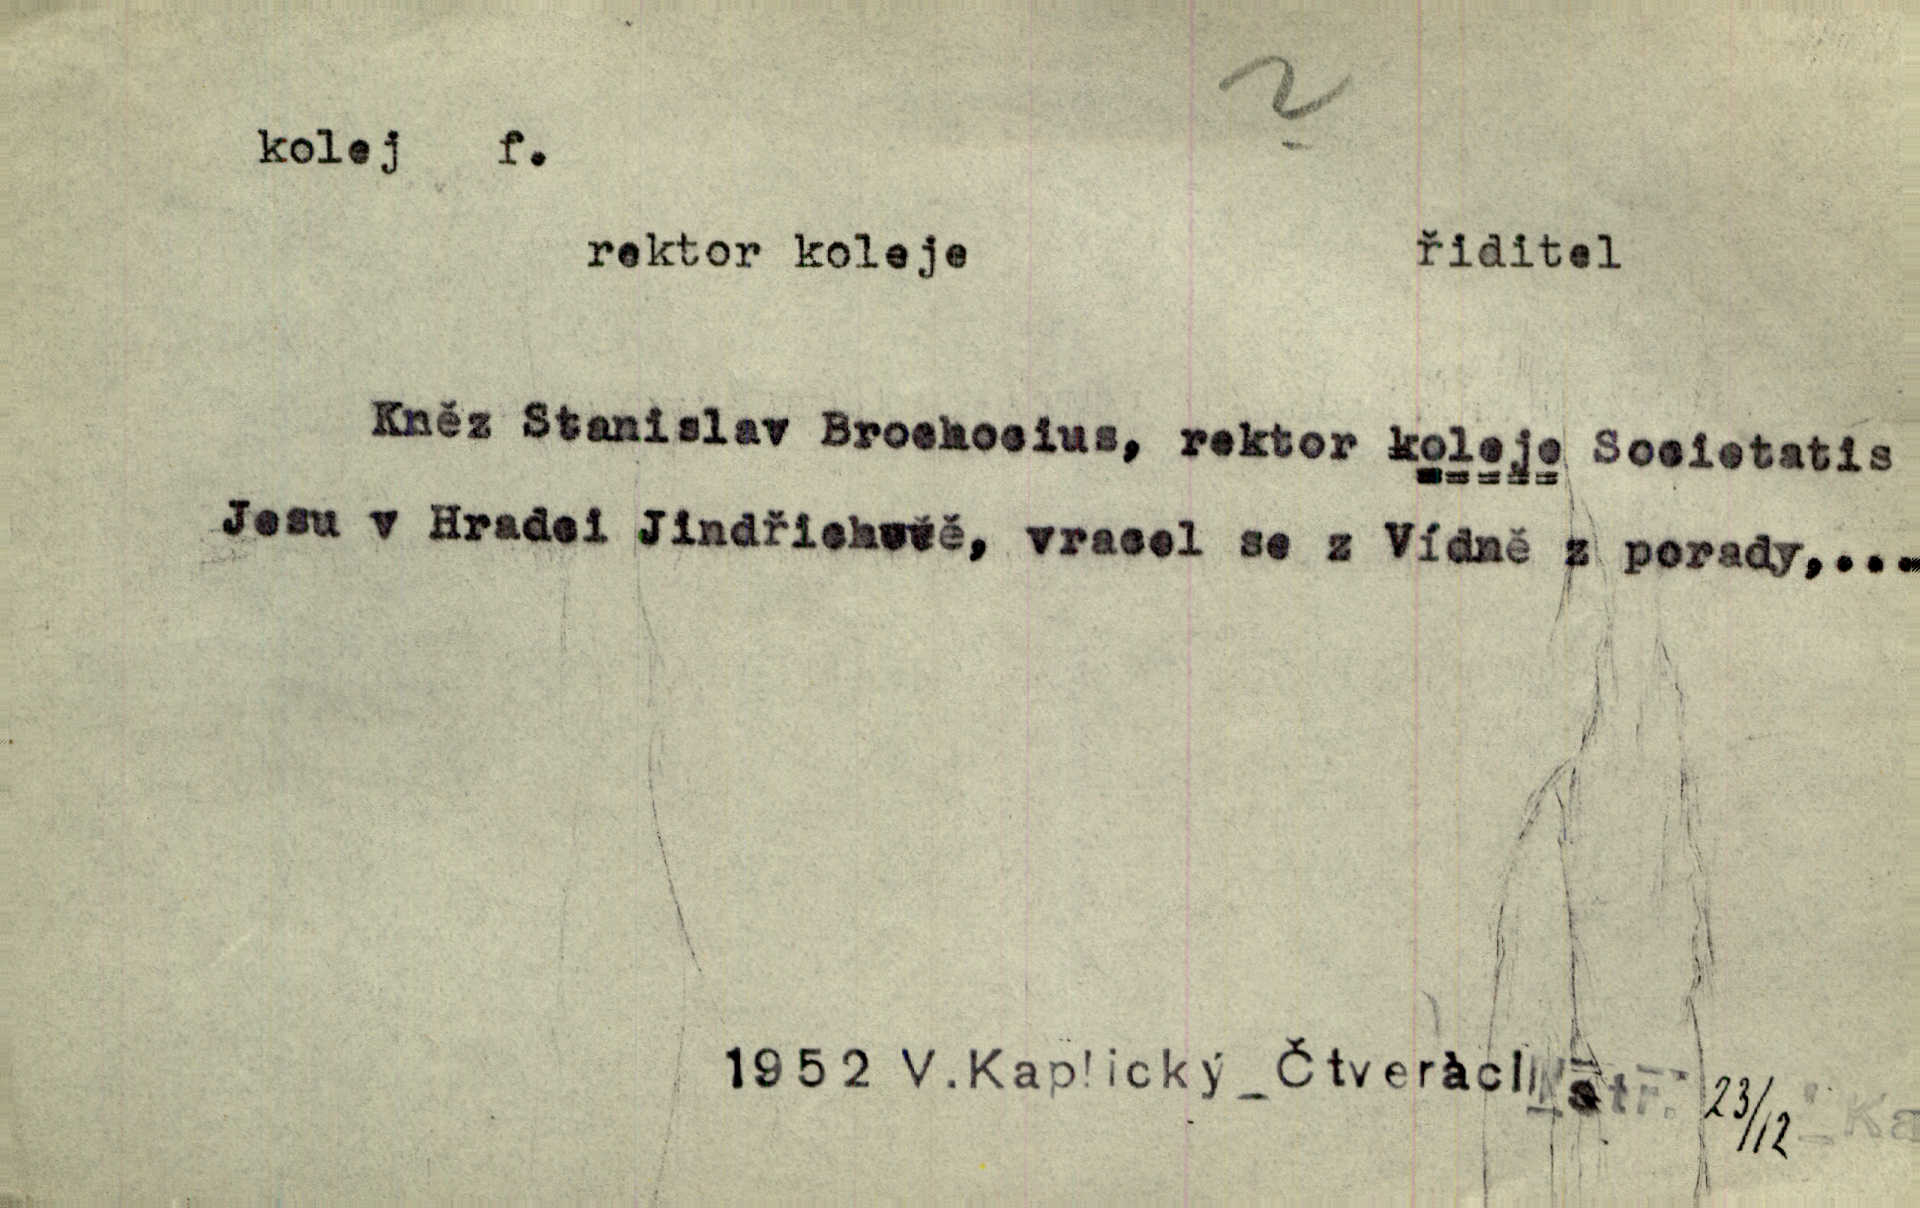 kolej f.
rektor koleje řiditel
Kněz Stanislav Brochocius, rektor koleje Societatis
Jesu v Hradci Jindřichově, vracel se z Vídně z porady,....
1952 V.Kaplický_Čtveráci str. 23/12